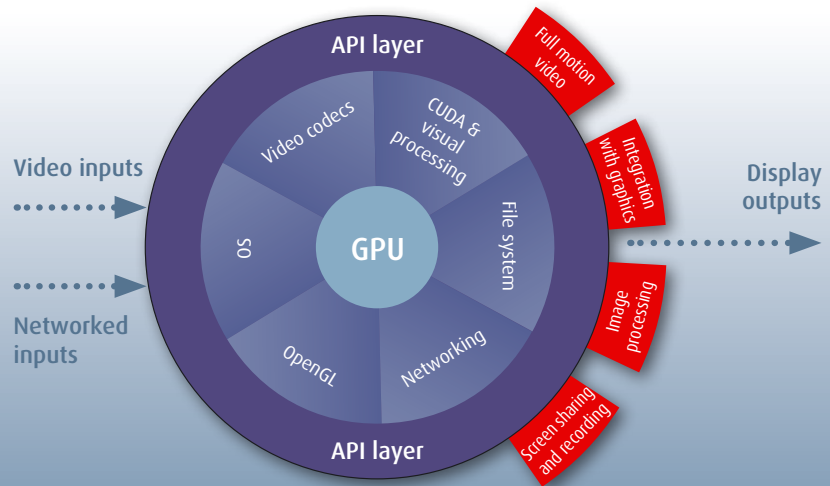 API layer
Full motion
video
Video codecs
CUDA &
visual
processing
Integration
with graphics
Video inputs
Display
outputs
OS
GPU
File system
Networked
inputs
Image
processing
OpenGL
Networking
Screen sharing
and recording
API layer